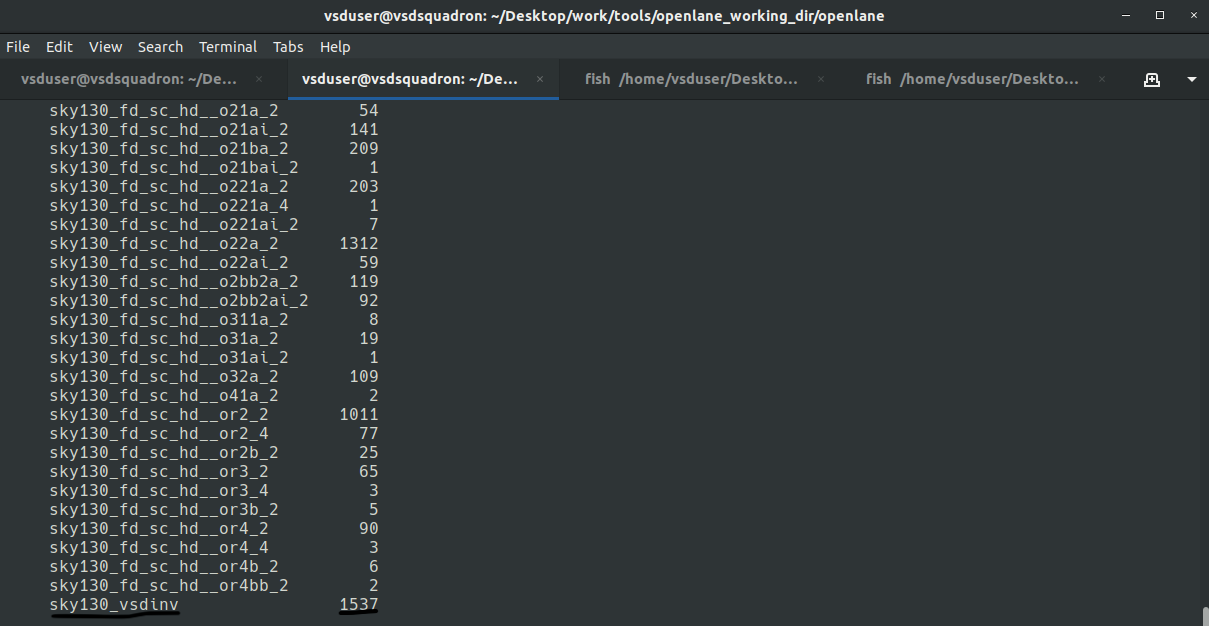 vsduser@vsdsquadron: ~/Desktop/work/tools/openlane_working_dir/openlane
File Edit View Search Terminal Tabs Help
vsduser@vsdsquadron: ~/De... × vsduser@vsdsquadron: ~/De... × fish /home/vsduser/Deskto... × fish /home/vsduser/Deskto... ×
sky130_fd_sc_hd__o21a_2 54
sky130_fd_sc_hd__o21ai_2 141
sky130_fd_sc_hd__o21ba_2 209
sky130_fd_sc_hd__o21bai_2 1
sky130_fd_sc_hd__o221a_2 203
sky130_fd_sc_hd__o221a_4 1
sky130_fd_sc_hd__o221ai_2 7
sky130_fd_sc_hd__o22a_2 1312
sky130_fd_sc_hd__o22ai_2 59
sky130_fd_sc_hd__o2bb2a_2 119
sky130_fd_sc_hd__o2bb2ai_2 92
sky130_fd_sc_hd__o311a_2 8
sky130_fd_sc_hd__o31a_2 19
sky130_fd_sc_hd__o31ai_2 1
sky130_fd_sc_hd__o32a_2 109
sky130_fd_sc_hd__o41a_2 2
sky130_fd_sc_hd__or2_2 1011
sky130_fd_sc_hd__or2_4 77
sky130_fd_sc_hd__or2b_2 25
sky130_fd_sc_hd__or3_2 65
sky130_fd_sc_hd__or3_4 3
sky130_fd_sc_hd__or3b_2 5
sky130_fd_sc_hd__or4_2 90
sky130_fd_sc_hd__or4_4 3
sky130_fd_sc_hd__or4b_2 6
sky130_fd_sc_hd__or4bb_2 2
sky130_vsdinv 1537